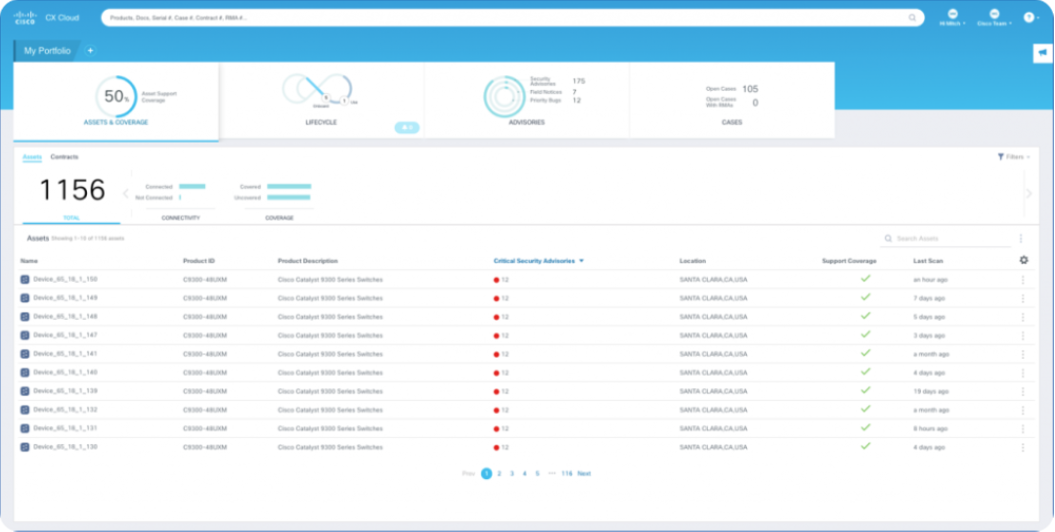 CISCO CX Cloud Products, Docs, Serial #, Case #, Contract #, RMA #... Hi Mitch Cisco Team ?
My Portfolio +
50% Asset Support Coverage
ASSETS & COVERAGE
LIFECYCLE
Security Advisories 175
Field Notices 7
Priority Bugs 12
ADVISORIES
Open Cases 105
Open Cases With RMAs 0
CASES
Assets Contracts Filters
1156
TOTAL
Connected
Not Connected
CONNECTIVITY
Covered
Uncovered
COVERAGE
Assets Showing 1-10 of 1156 assets Search Assets
Name Product ID Product Description Critical Security Advisories Location Support Coverage Last Scan
Device_65_18_1_150 C9300-48UXM Cisco Catalyst 9300 Series Switches 12 SANTA CLARA,CA,USA an hour ago
Device_65_18_1_149 C9300-48UXM Cisco Catalyst 9300 Series Switches 12 SANTA CLARA,CA,USA 7 days ago
Device_65_18_1_148 C9300-48UXM Cisco Catalyst 9300 Series Switches 12 SANTA CLARA,CA,USA 5 days ago
Device_65_18_1_147 C9300-48UXM Cisco Catalyst 9300 Series Switches 12 SANTA CLARA,CA,USA 3 days ago
Device_65_18_1_141 C9300-48UXM Cisco Catalyst 9300 Series Switches 12 SANTA CLARA,CA,USA a month ago
Device_65_18_1_140 C9300-48UXM Cisco Catalyst 9300 Series Switches 12 SANTA CLARA,CA,USA 4 days ago
Device_65_18_1_139 C9300-48UXM Cisco Catalyst 9300 Series Switches 12 SANTA CLARA,CA,USA 19 days ago
Device_65_18_1_132 C9300-48UXM Cisco Catalyst 9300 Series Switches 12 SANTA CLARA,CA,USA a month ago
Device_65_18_1_131 C9300-48UXM Cisco Catalyst 9300 Series Switches 12 SANTA CLARA,CA,USA 8 hours ago
Device_65_18_1_130 C9300-48UXM Cisco Catalyst 9300 Series Switches 12 SANTA CLARA,CA,USA 4 days ago
Prev 1 2 3 4 5 ... 116 Next